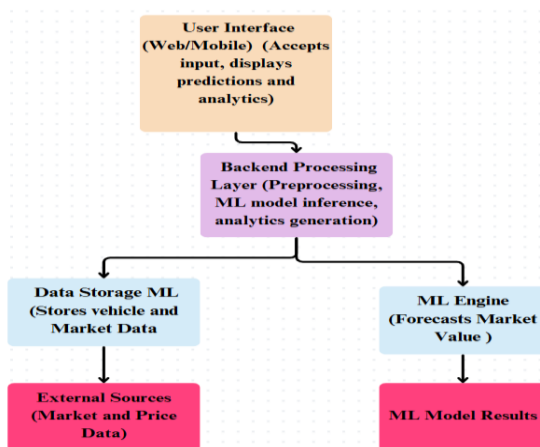 User Interface
(Web/Mobile) (Accepts
input, displays
predictions and
analytics)
Backend Processing
Layer (Preprocessing,
ML model inference,
analytics generation)
Data Storage ML
(Stores vehicle and
Market Data
ML Engine
(Forecasts Market
Value )
External Sources
(Market and Price
Data)
ML Model Results